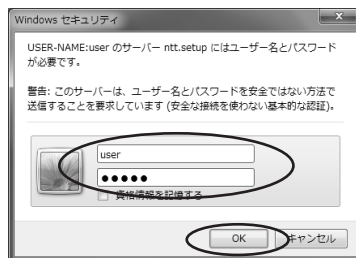 Windows セキュリティ
USER-NAME:user のサーバー ntt.setup にはユーザー名とパスワード
が必要です。
警告: このサーバーは、ユーザー名とパスワードを安全ではない方法で
送信することを要求しています (安全な接続を使わない基本的な認証)。
user
●●●●●
資格情報を記憶する
OK キャンセル